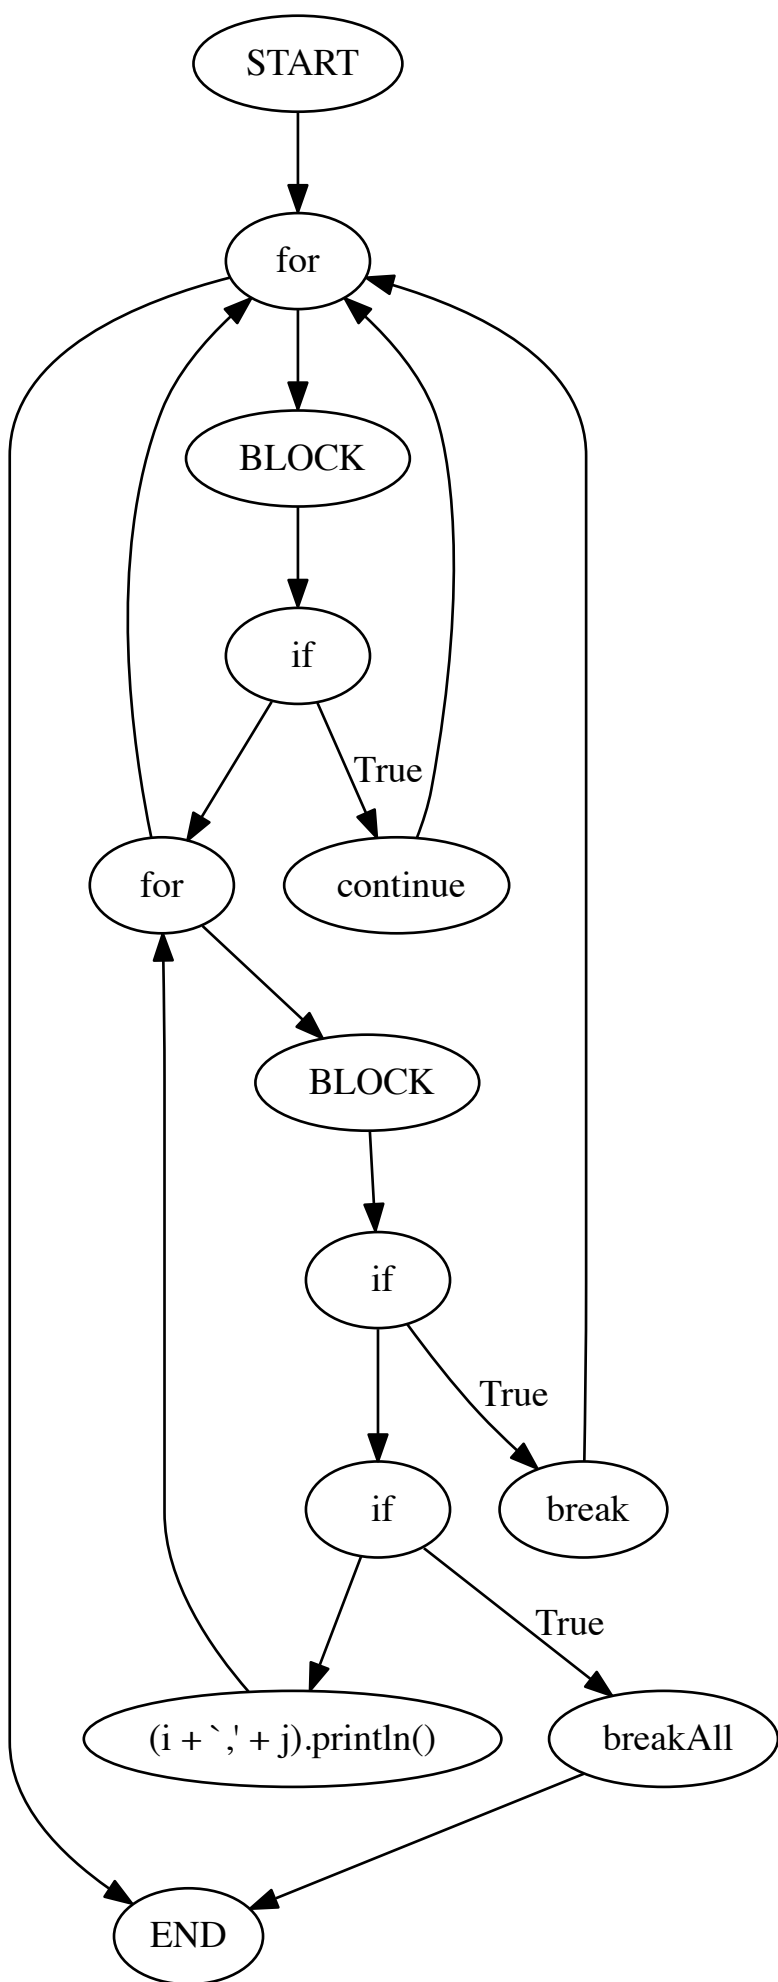 START
for
BLOCK
if
True
for
continue
BLOCK
if
True
if
break
True
(i + `,' + j).println()
breakAll
END